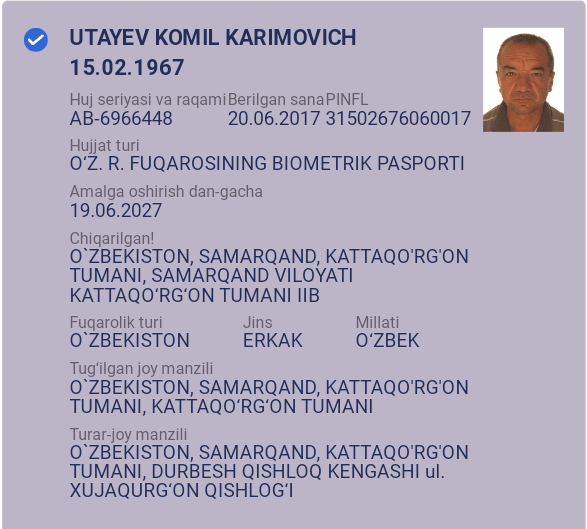 UTAYEV KOMIL KARIMOVICH
15.02.1967
Huj seriyasi va raqami Berilgan sana PINFL
AB-6966448 20.06.2017 31502676060017
Hujjat turi
O‘Z. R. FUQAROSINING BIOMETRIK PASPORTI
Amalga oshirish dan-gacha
19.06.2027
Chiqarilgan!
O`ZBEKISTON, SAMARQAND, KATTAQO'RG'ON
TUMANI, SAMARQAND VILOYATI
KATTAQO‘RG‘ON TUMANI IIB
Fuqarolik turi Jins Millati
O`ZBEKISTON ERKAK O‘ZBEK
Tug‘ilgan joy manzili
O`ZBEKISTON, SAMARQAND, KATTAQO'RG'ON
TUMANI, KATTAQO‘RG‘ON TUMANI
Turar-joy manzili
O`ZBEKISTON, SAMARQAND, KATTAQO'RG'ON
TUMANI, DURBESH QISHLOQ KENGASHI ul.
XUJAQURG‘ON QISHLOG‘I